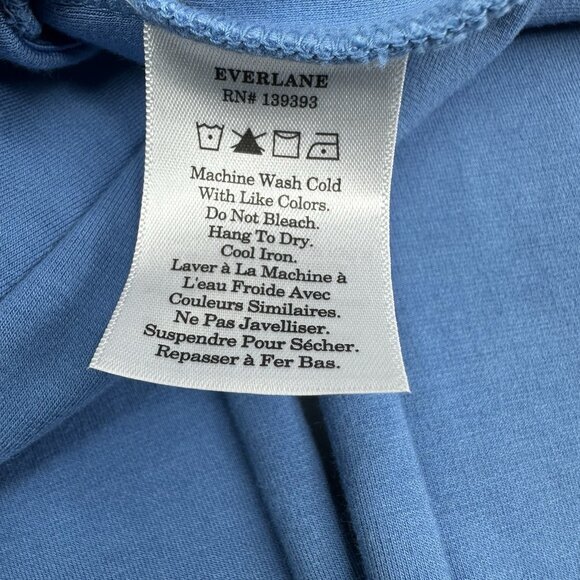 EVERLANE
RN# 139393
Machine Wash Cold
With Like Colors.
Do Not Bleach.
Hang To Dry.
Cool Iron.
Laver à La Machine à
L'eau Froide Avec
Couleurs Similaires.
Ne Pas Javelliser.
Suspendre Pour Sécher.
Repasser à Fer Bas.